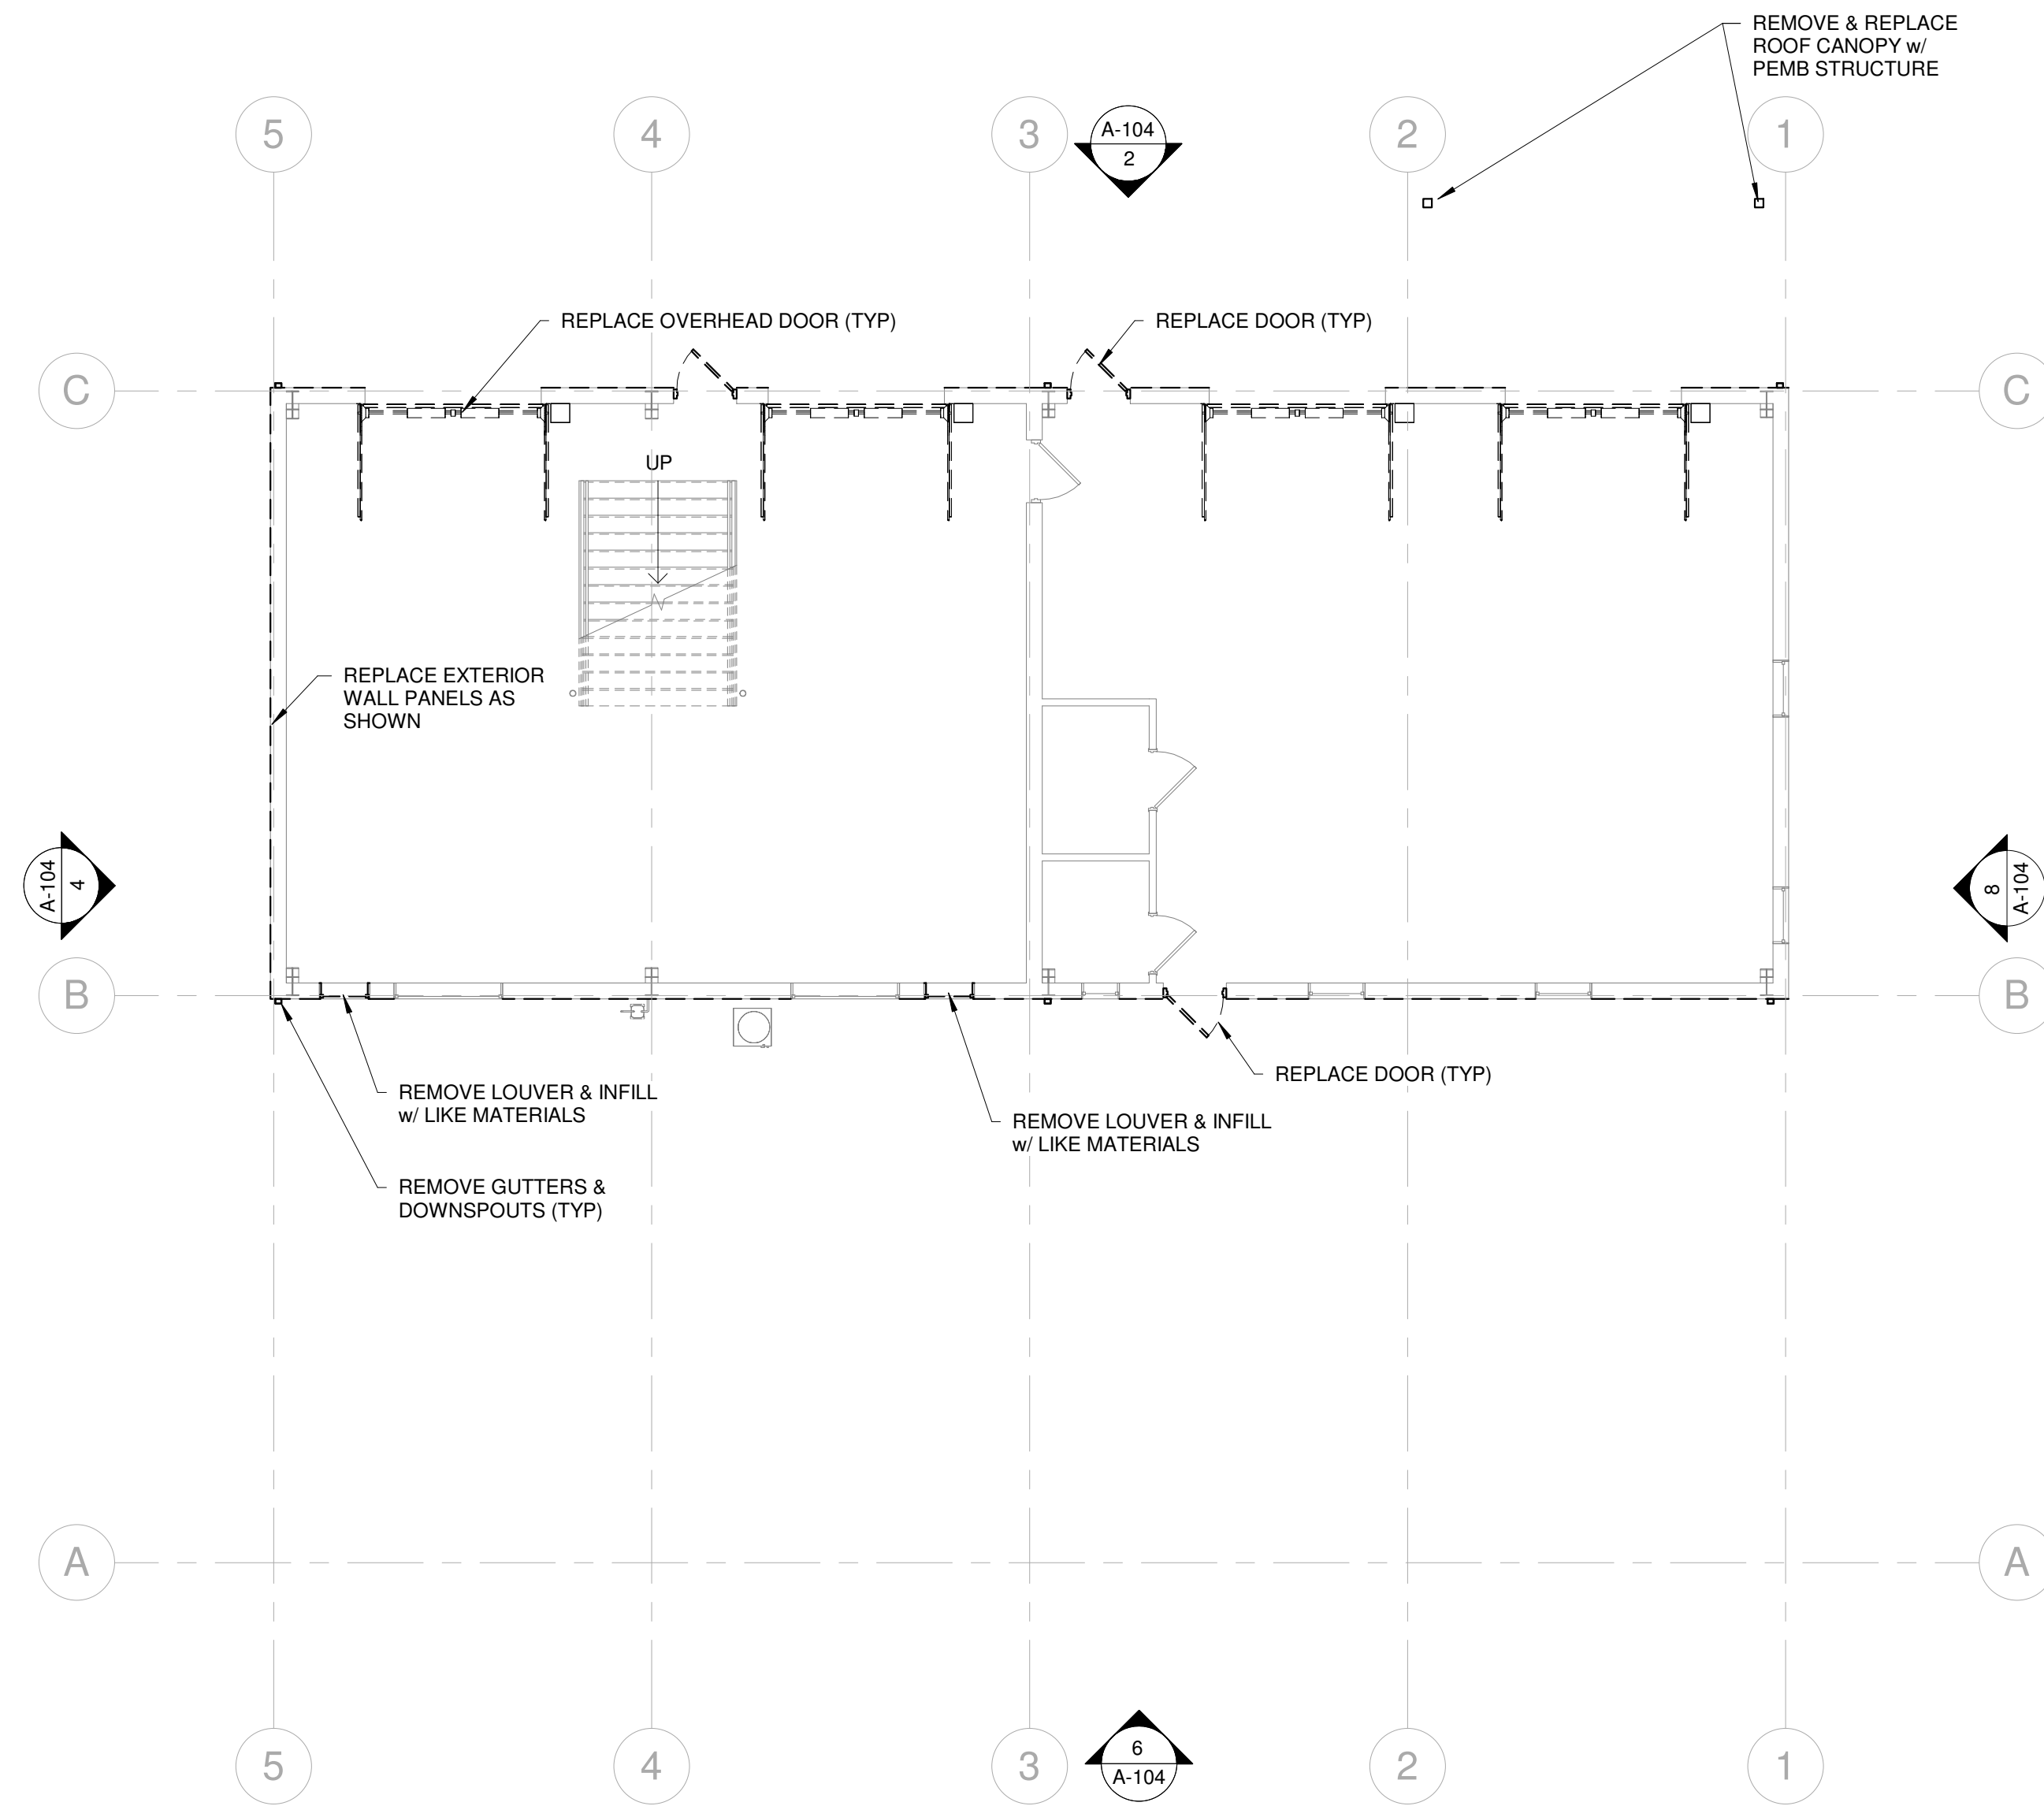 REMOVE & REPLACE
ROOF CANOPY w/
PEMB STRUCTURE
5
4
3
A-104
2
2
1
REPLACE OVERHEAD DOOR (TYP)
REPLACE DOOR (TYP)
C
C
UP
REPLACE EXTERIOR
WALL PANELS AS
SHOWN
A-104
4
8
A-104
B
B
REMOVE LOUVER & INFILL
w/ LIKE MATERIALS
REPLACE DOOR (TYP)
REMOVE LOUVER & INFILL
w/ LIKE MATERIALS
REMOVE GUTTERS &
DOWNSPOUTS (TYP)
A
A
5
4
3
6
A-104
2
1